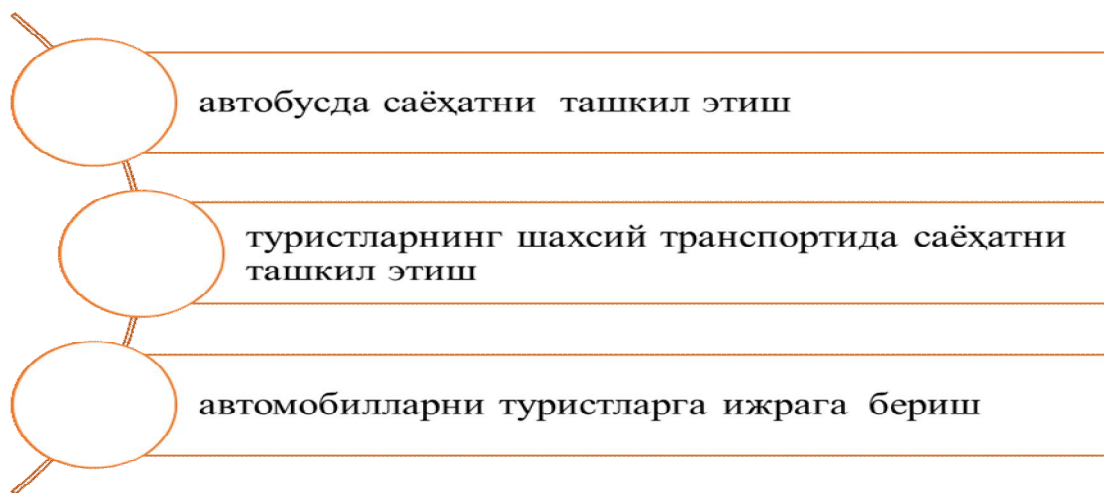 автобусда саёҳатни ташкил этиш
туристларнинг шахсий транспортида саёҳатни
ташкил этиш
автомобилларни туристларга ижрага бериш